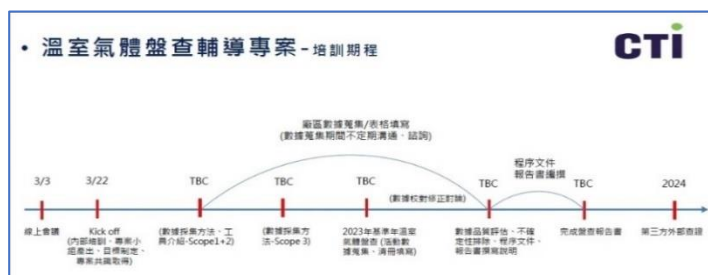 • 溫室氣體盤查輔導專案-培訓期程
CTi
廠區數據蒐集/表格填寫
(數據蒐集期間不定期溝通、諮詢)
程序文件
報告書編撰
3/3
3/22
TBC
TBC
TBC
(數據校對修正討論)
TBC
TBC
2024
線上會議
Kick off
(內部培訓、專案小
組產出、目標制定、
專案共識取得)
(數據採集方法、工
具介紹-Scope1+2)
(數據採集方
法-Scope 3)
2023年基準年溫室
氣體盤查 (活動數
據蒐集、清冊填寫)
數據品質評估、不確
定性排除、程序文件、
報告書撰寫說明
完成盤查報告書
第三方外部查證